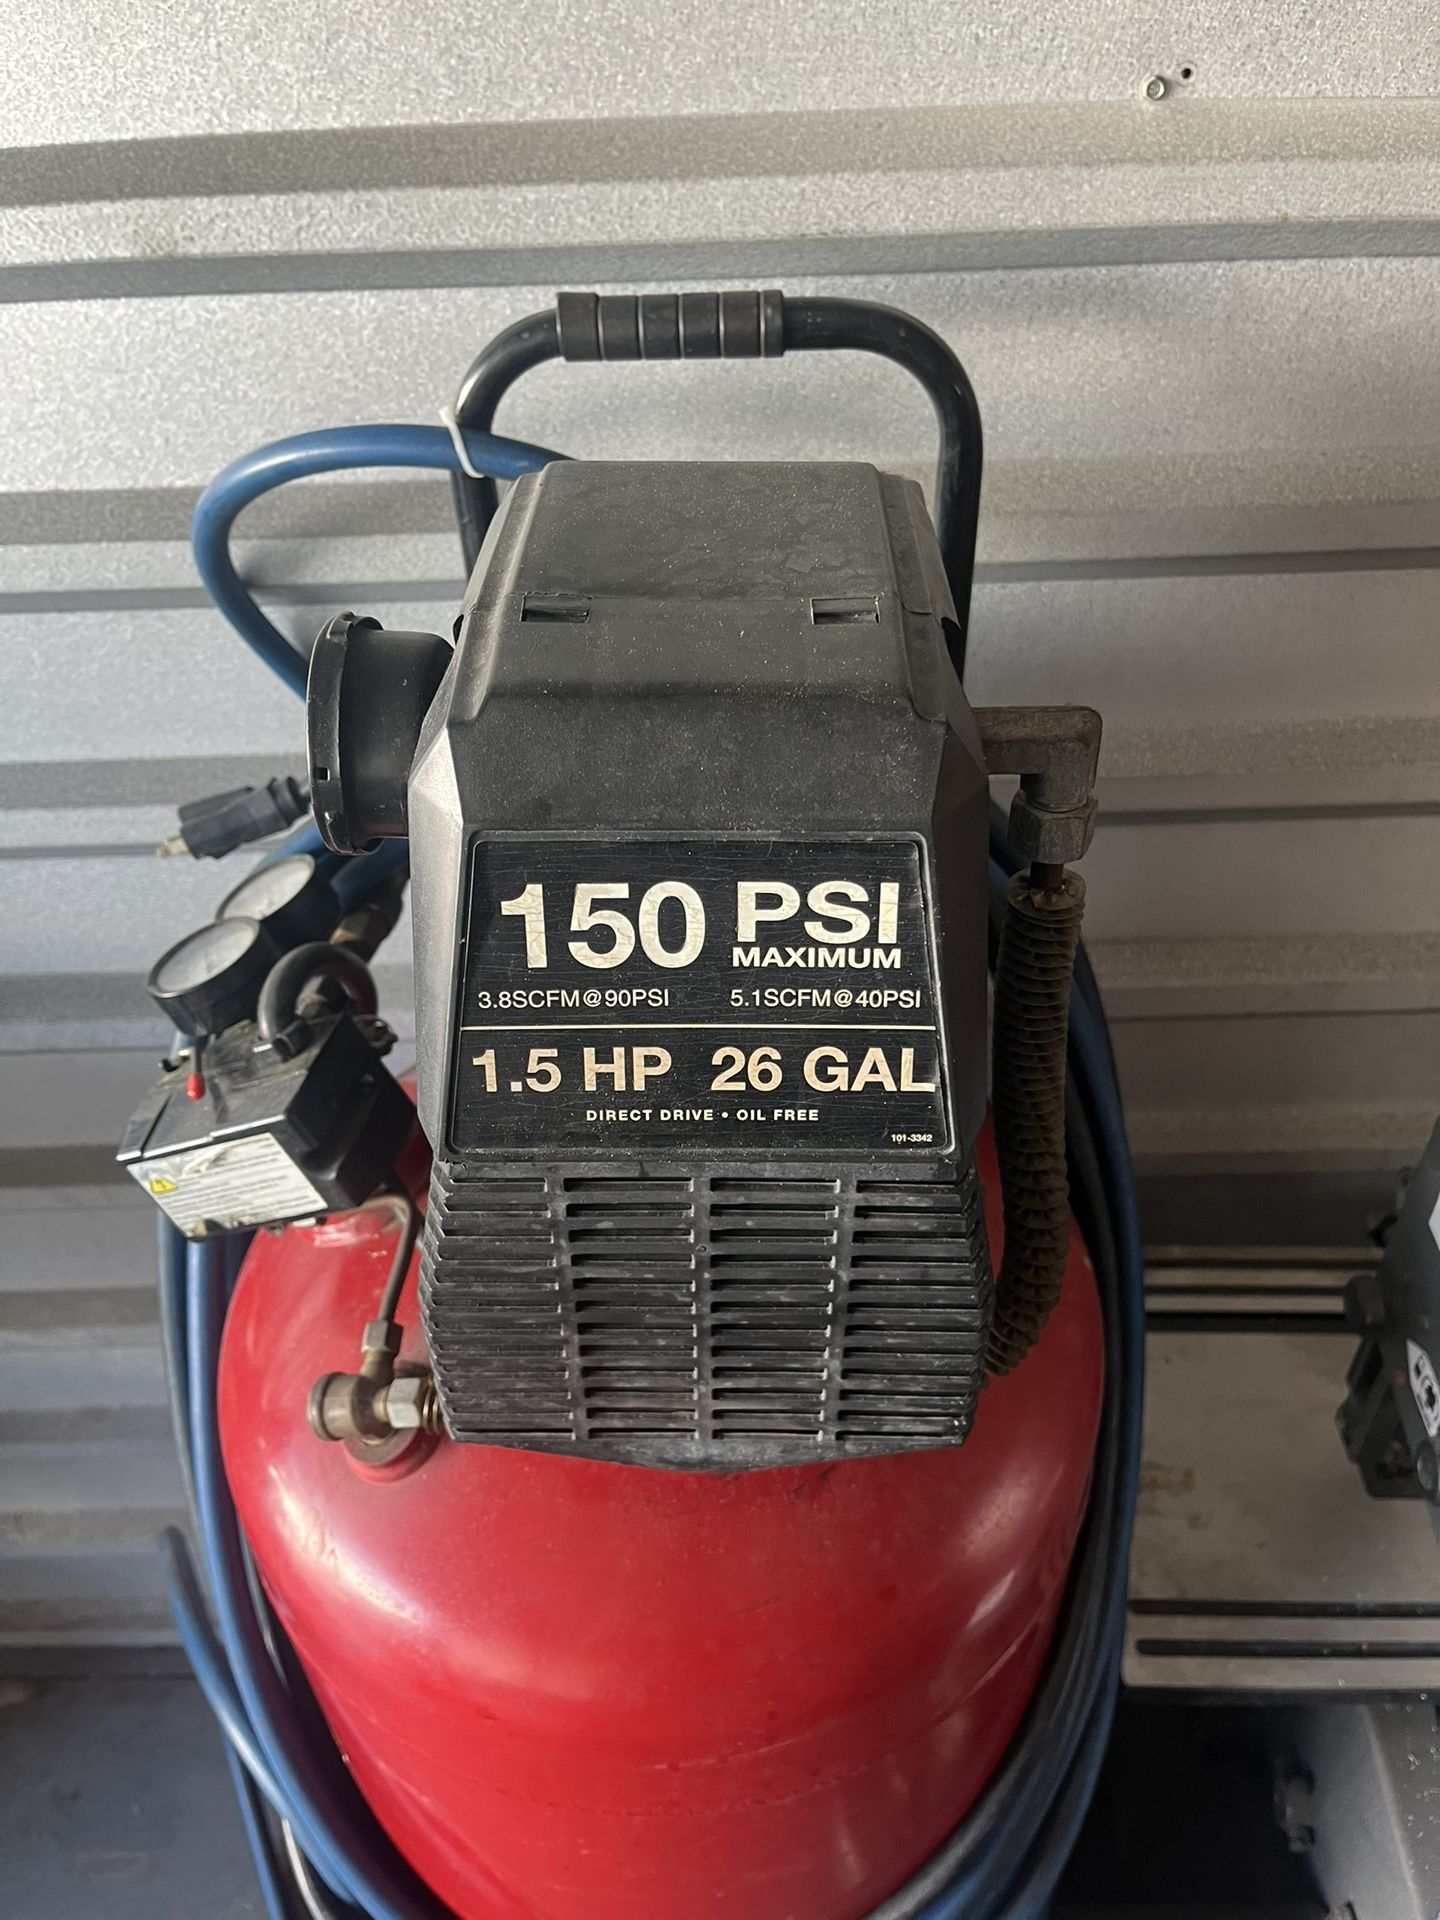 150 PSI
MAXIMUM
3.8SCFM@90PSI 5.1SCFM@40PSI
1.5 HP 26 GAL
DIRECT DRIVE • OIL FREE
101-3342